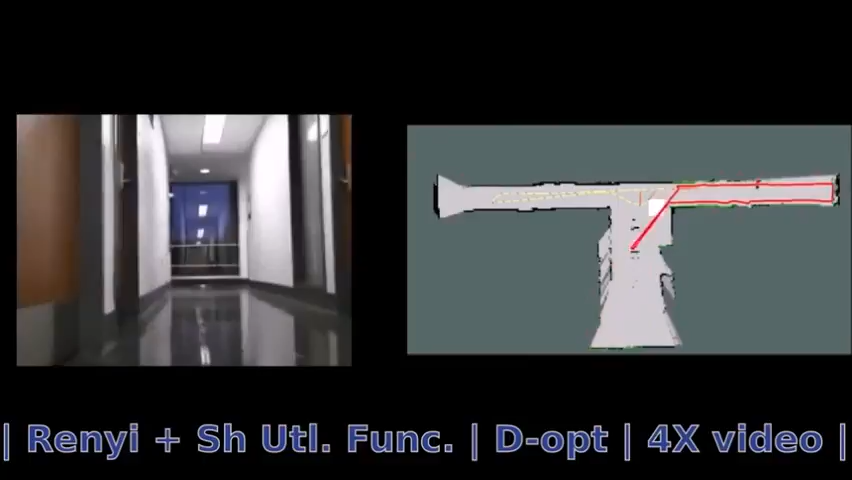 | Renyi + Sh Utl. Func. | D-opt | 4X video |